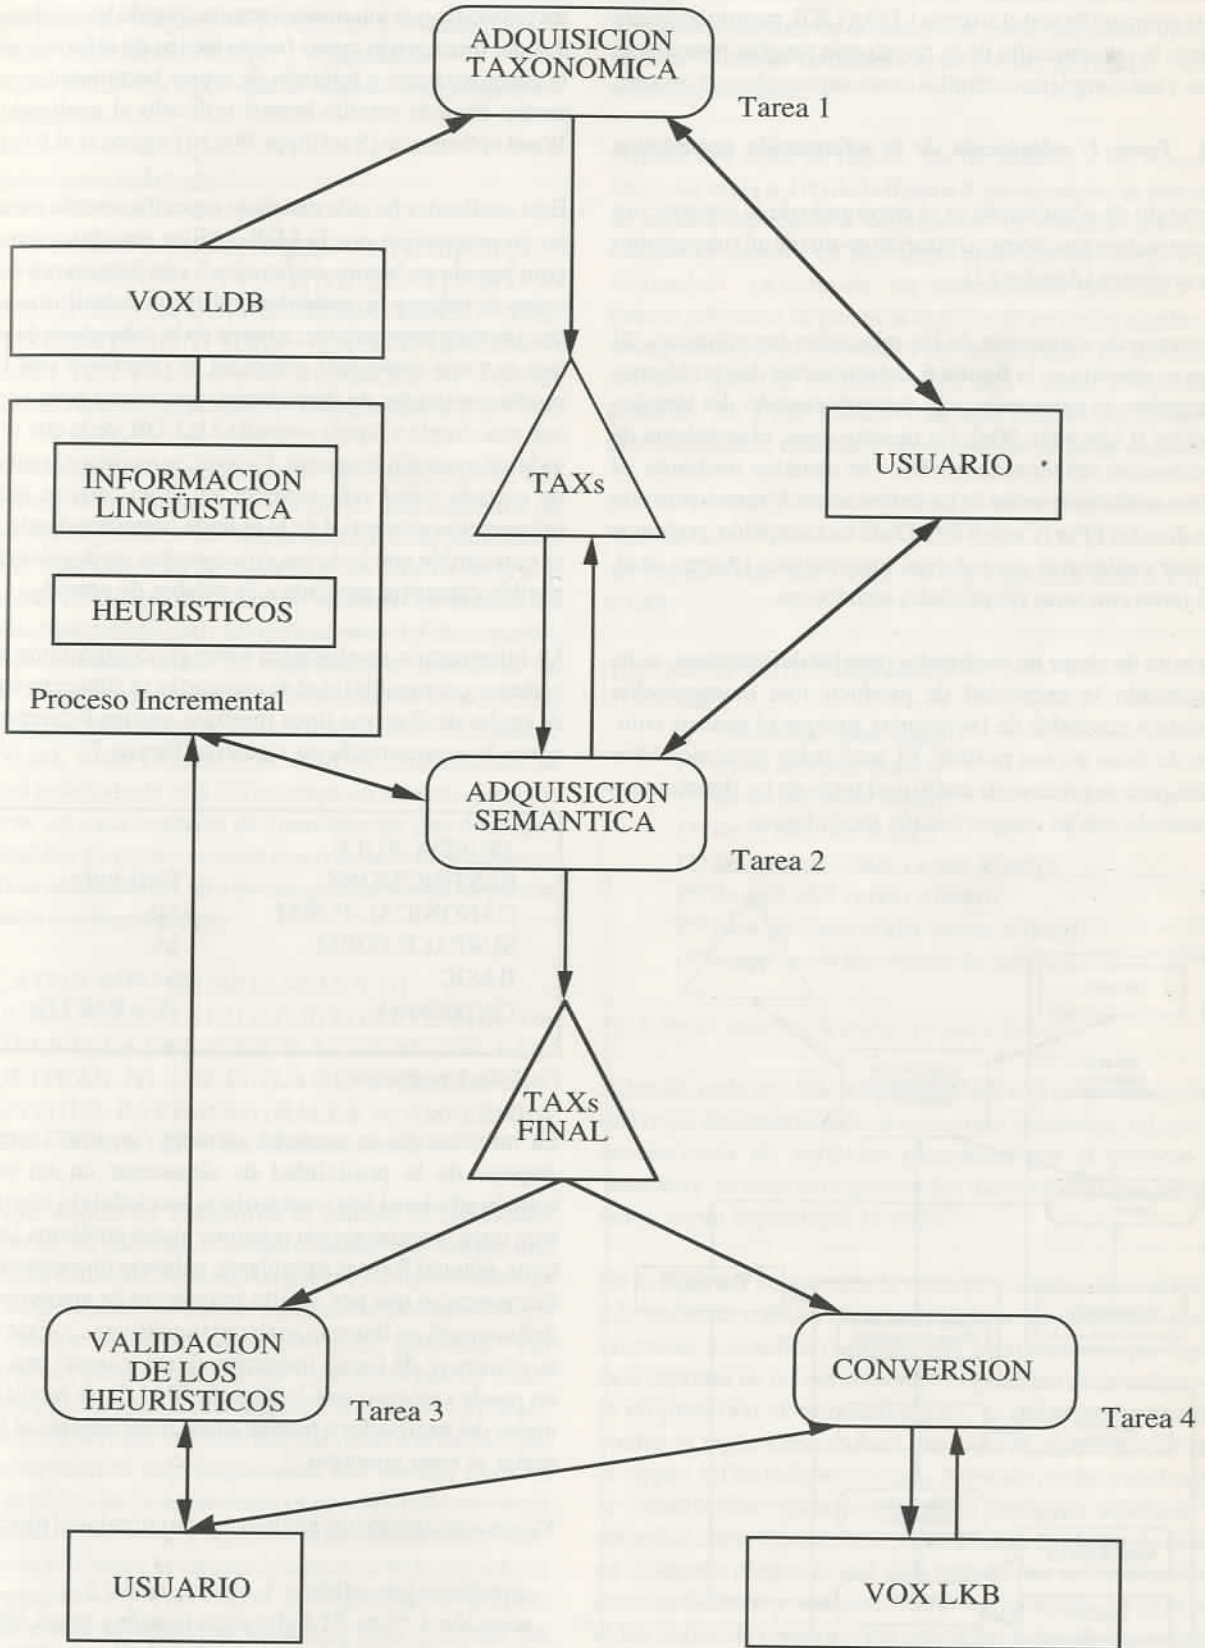 ADQUISICION
TAXONOMICA
Tarea 1
VOX LDB
INFORMACION
LINGÜISTICA
HEURISTICOS
Proceso Incremental
TAXs
USUARIO
ADQUISICION
SEMANTICA
Tarea 2
TAXs
FINAL
VALIDACION
DE LOS
HEURISTICOS
Tarea 3
CONVERSION
Tarea 4
USUARIO
VOX LKB